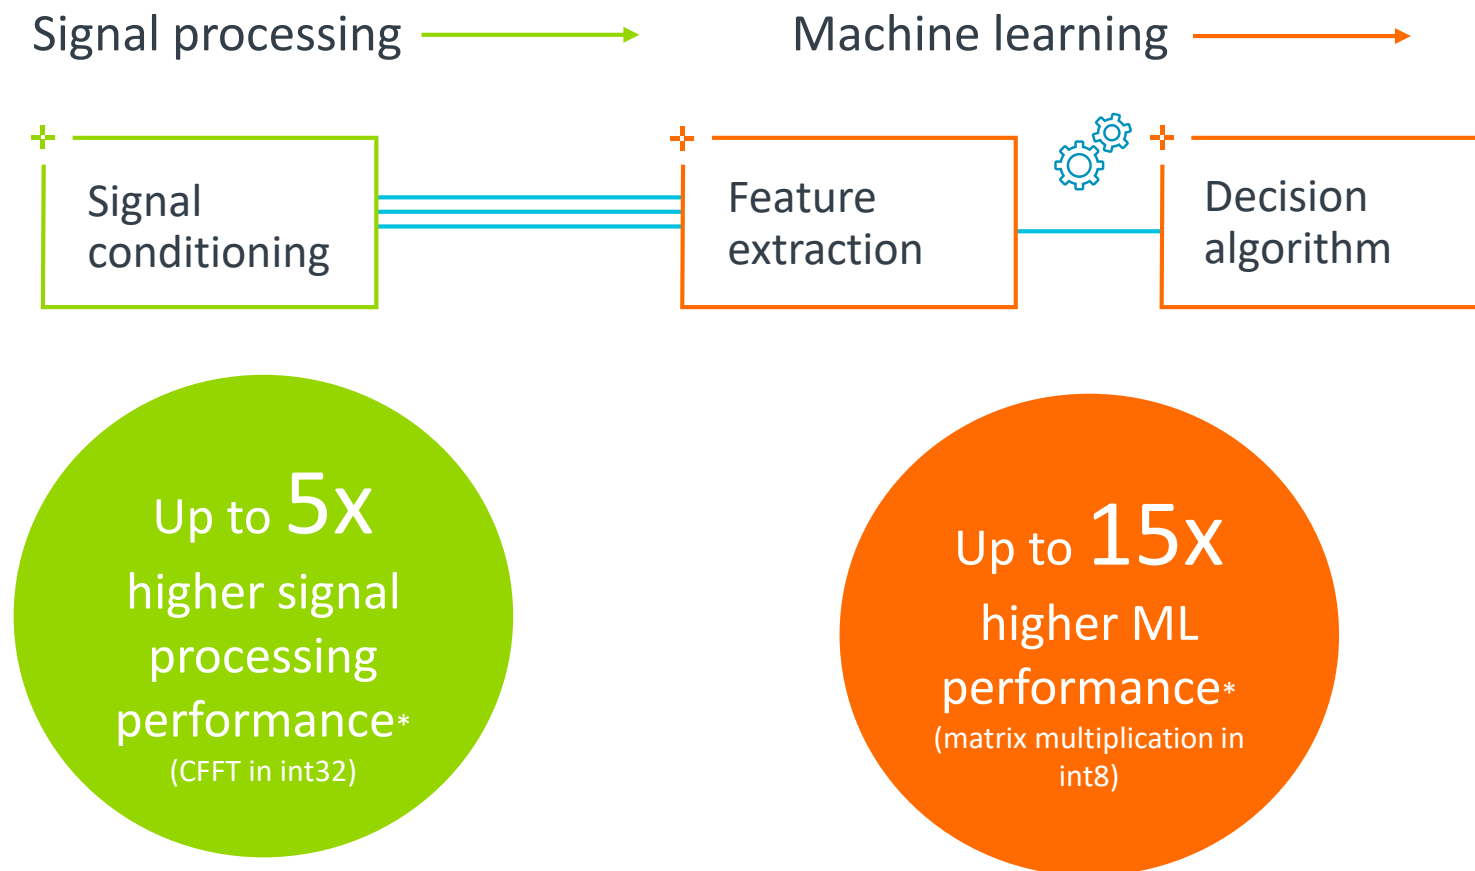 Signal processing
Machine learning
Signal
conditioning
Feature
extraction
Decision
algorithm
Up to 5x
higher signal
processing
performance*
(CFFT in int32)
Up to 15x
higher ML
performance*
(matrix multiplication in
int8)